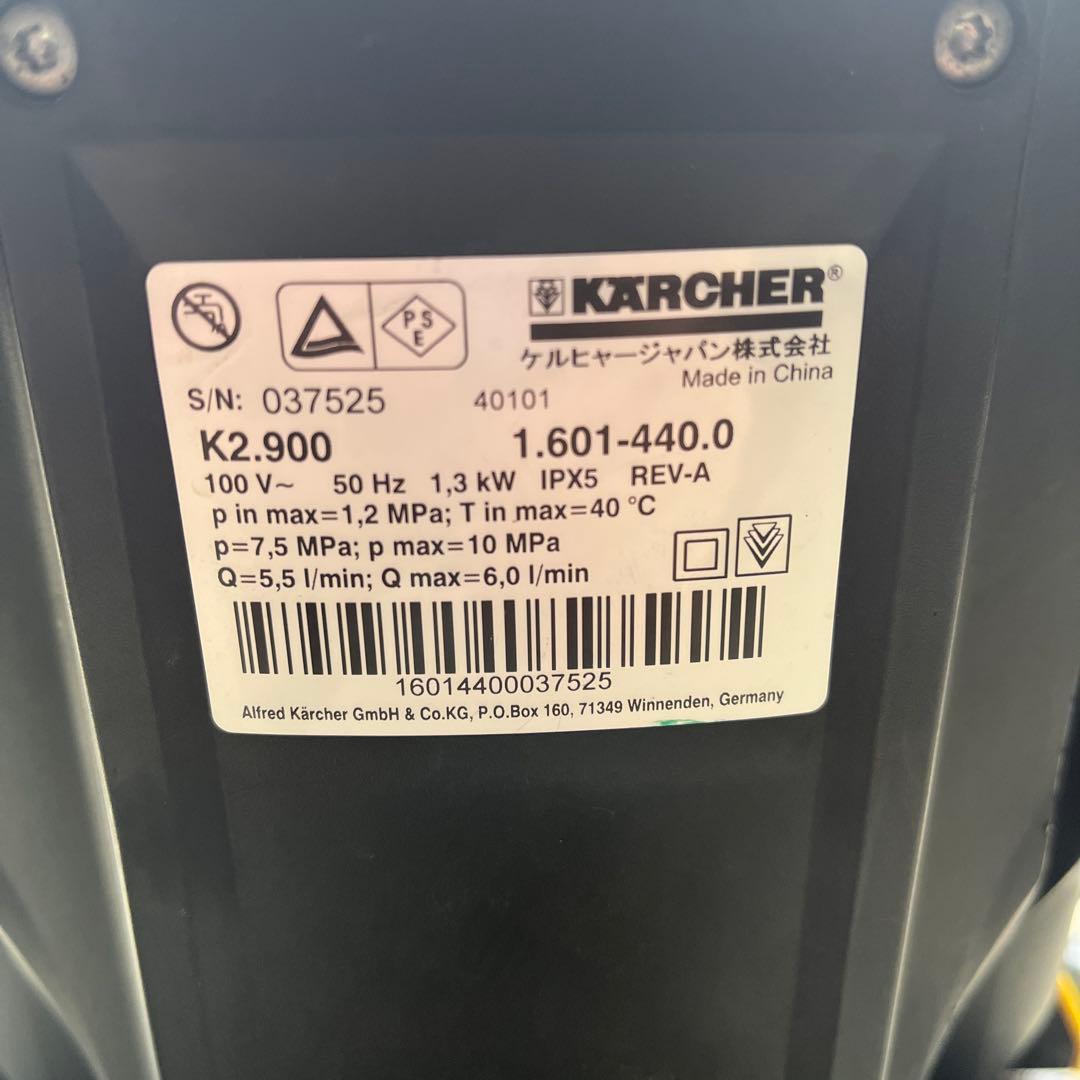 KÄRCHER®
P S
E
ケルヒャージャパン株式会社
Made in China
S/N: 037525 40101
K2.900 1.601-440.0
100 V~ 50 Hz 1,3 kW IPX5 REV-A
p in max=1,2 MPa; T in max=40 °C
p=7,5 MPa; p max=10 MPa
Q=5,5 l/min; Q max=6,0 l/min
16014400037525
Alfred Kärcher GmbH & Co.KG, P.O.Box 160, 71349 Winnenden, Germany